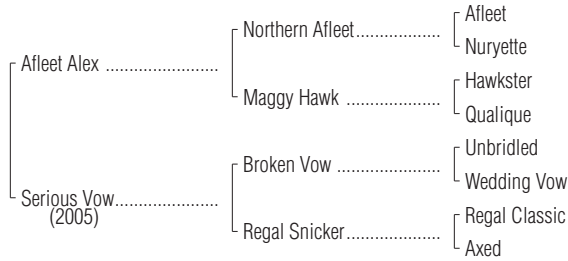 Afleet
Northern Afleet..................
Nuryette
Afleet Alex ........................
Hawkster
Maggy Hawk ....................
Qualique
Unbridled
Broken Vow ......................
Wedding Vow
Serious Vow......................
(2005)
Regal Classic
Regal Snicker....................
Axed